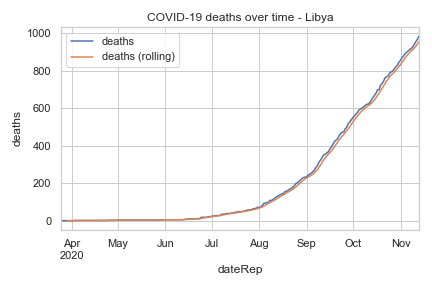 COVID-19 deaths over time - Libya
deaths
deaths (rolling)
1000
800
600
400
200
0
deaths
Apr May Jun Jul Aug Sep Oct Nov
2020
dateRep